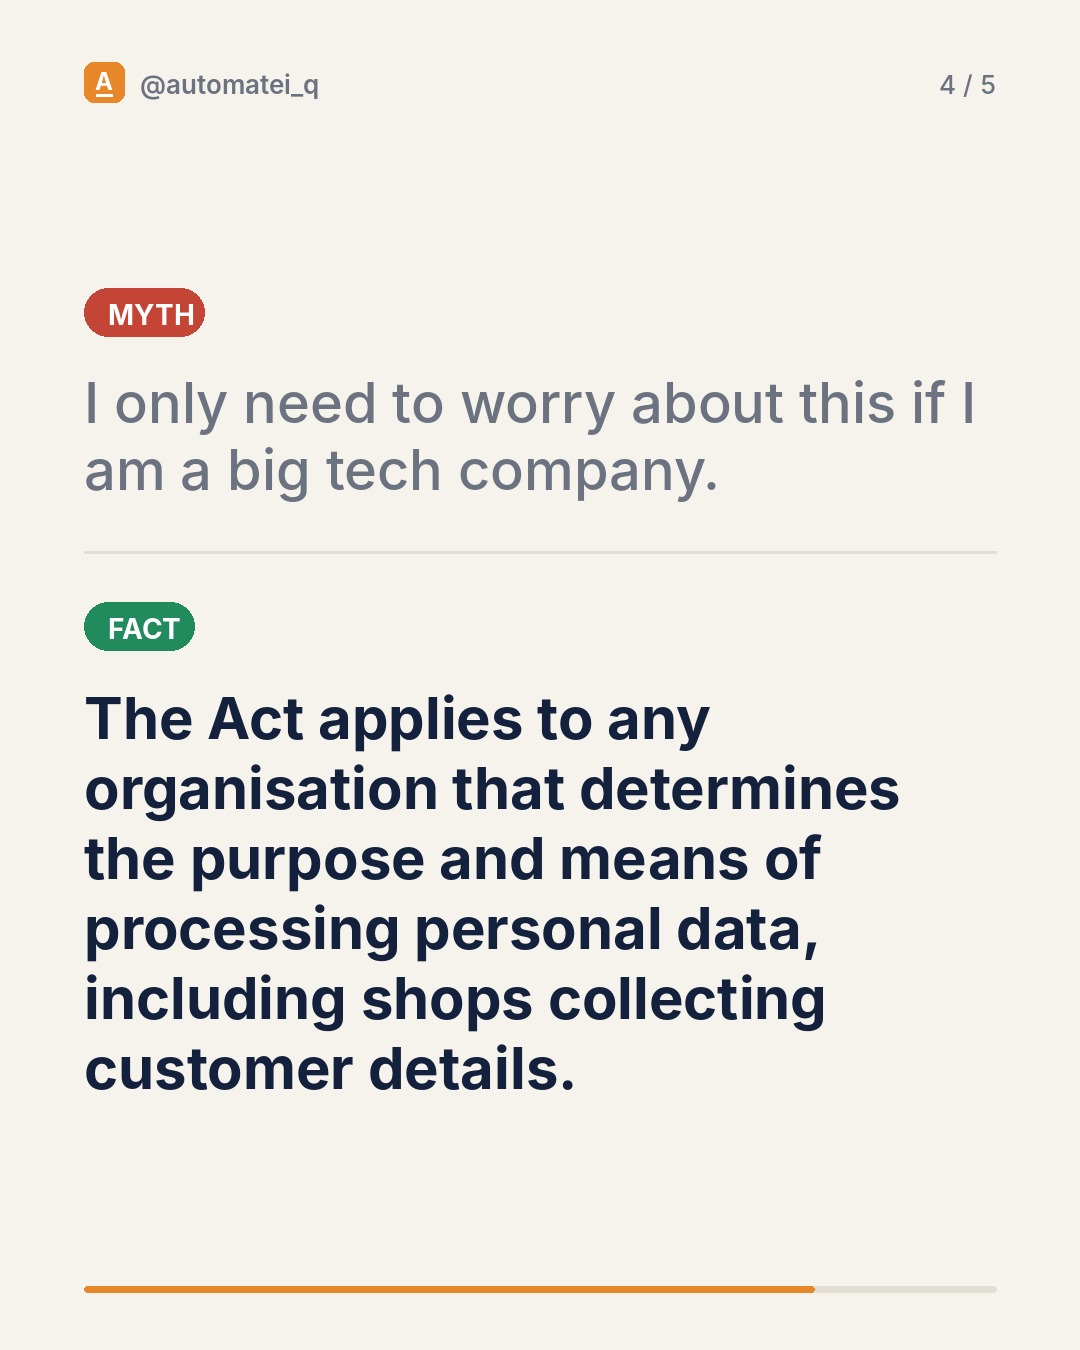 A
@automatei_q
4 / 5
MYTH
I only need to worry about this if I
am a big tech company.
FACT
The Act applies to any
organisation that determines
the purpose and means of
processing personal data,
including shops collecting
customer details.